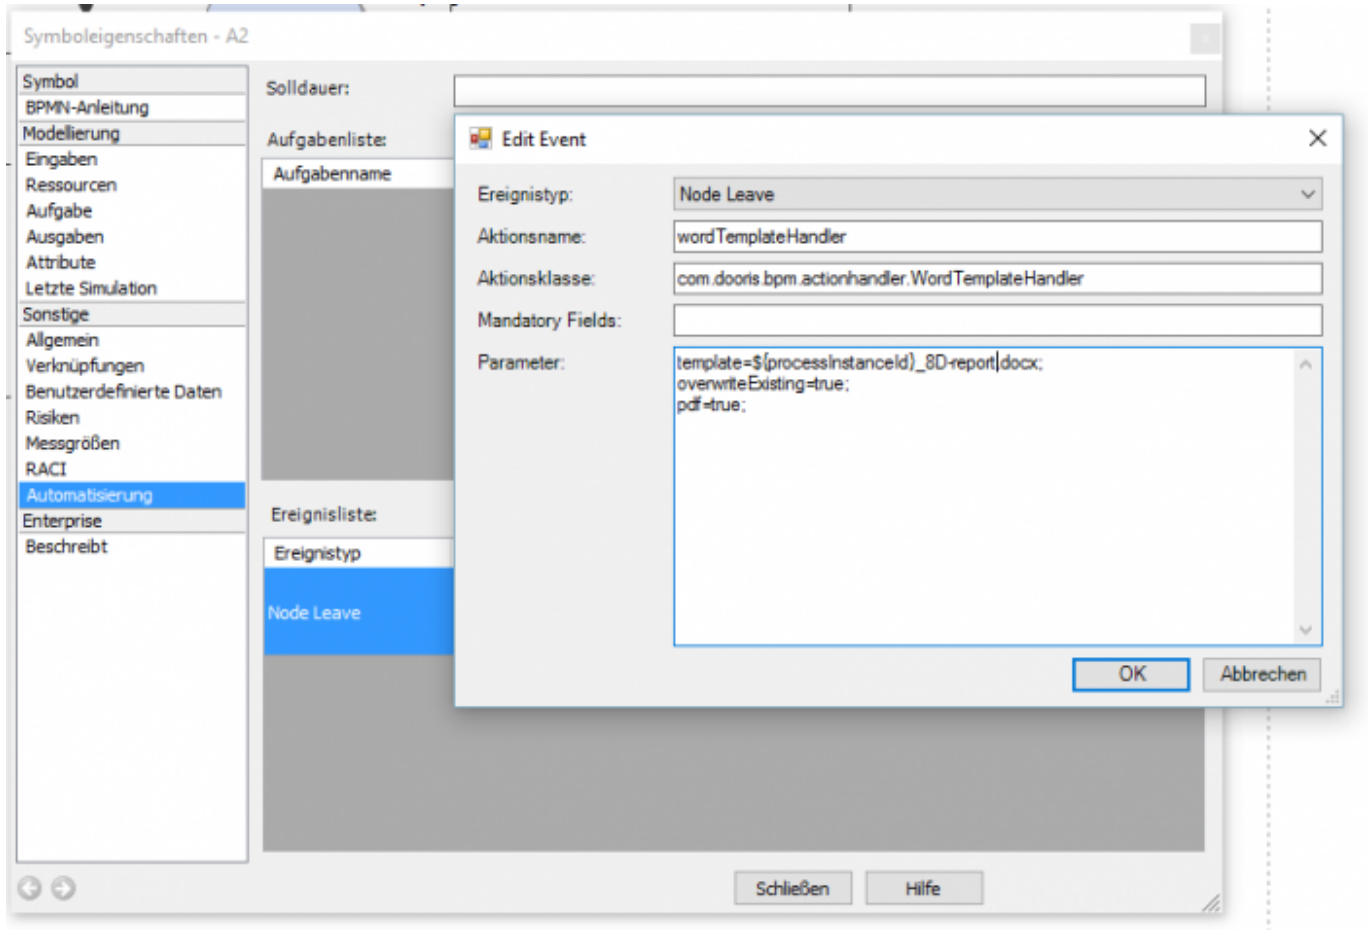 Symboleigenschaften - A2
Symbol
BPMN-Anleitung
Modellierung
Eingaben
Ressourcen
Aufgabe
Ausgaben
Attribute
Letzte Simulation
Sonstige
Allgemein
Verknüpfungen
Benutzerdefinierte Daten
Risiken
Messgrößen
RACI
Automatisierung
Enterprise
Beschreibt
Solldauer:
Aufgabenliste:
Aufgabenname
Ereignisliste:
Ereignistyp
Node Leave
Edit Event
Ereignistyp: Node Leave
Aktionsname: wordTemplateHandler
Aktionsklasse: com.dooris.bpm.actionhandler.WordTemplateHandler
Mandatory Fields:
Parameter: template=${processInstanceId}_8D-report.docx;
overwriteExisting=true;
pdf=true;
OK Abbrechen
Schließen Hilfe